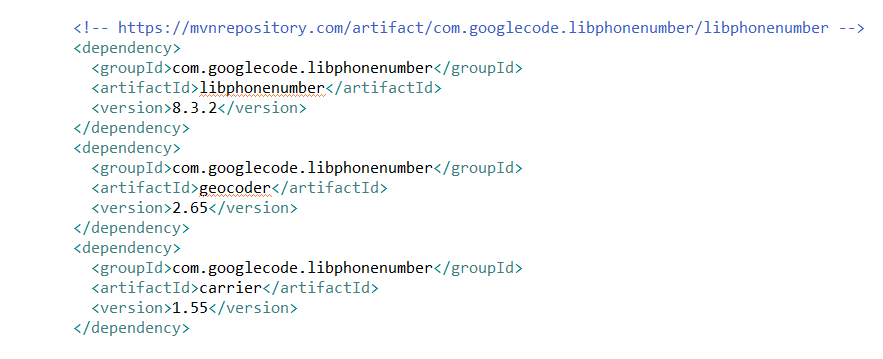 <!-- https://mvnrepository.com/artifact/com.googlecode.libphonenumber/libphonenumber -->
<dependency>
  <groupId>com.googlecode.libphonenumber</groupId>
  <artifactId>libphonenumber</artifactId>
  <version>8.3.2</version>
</dependency>
<dependency>
  <groupId>com.googlecode.libphonenumber</groupId>
  <artifactId>geocoder</artifactId>
  <version>2.65</version>
</dependency>
<dependency>
  <groupId>com.googlecode.libphonenumber</groupId>
  <artifactId>carrier</artifactId>
  <version>1.55</version>
</dependency>